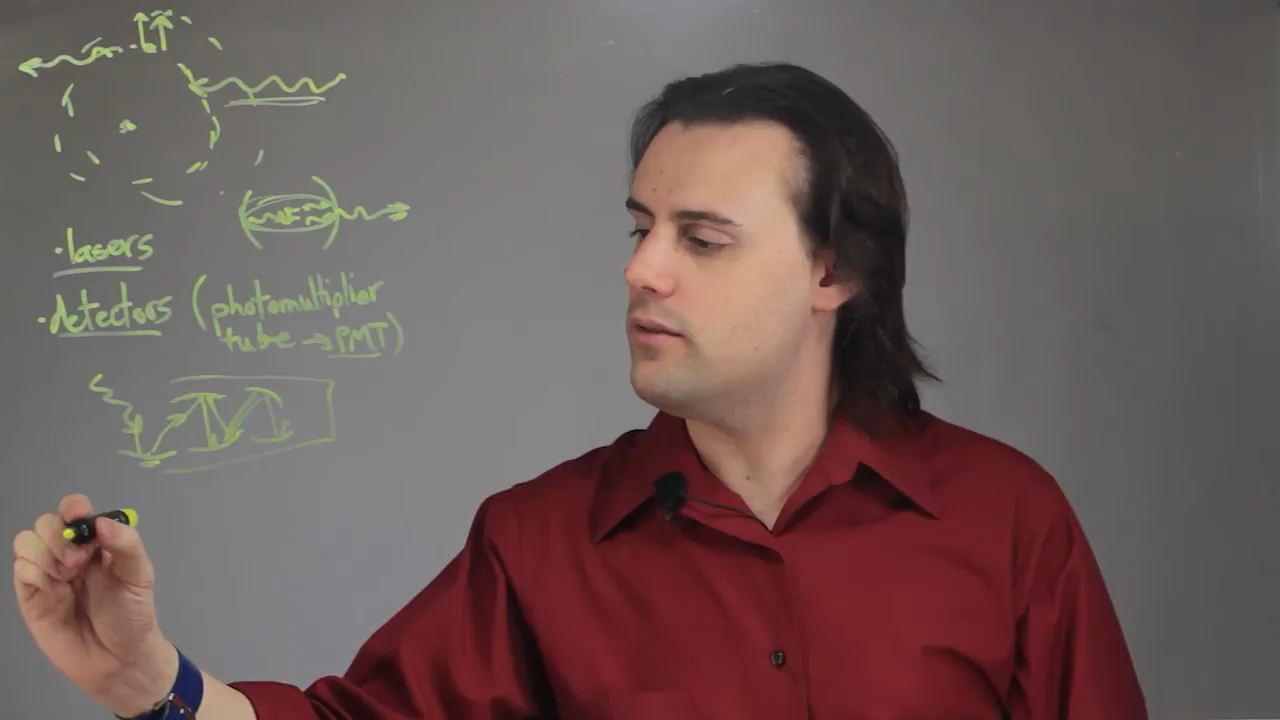 · lasers
· detectors (photomultiplier
tube → PMT)